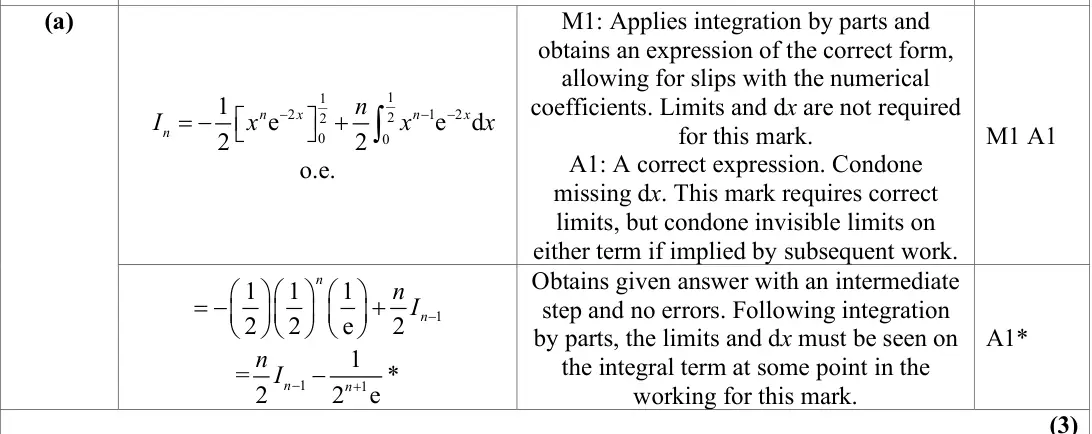 (a)
I_n = -1/2 [x^n e^{-2x}]_0^{1/2} + n/2 ∫_0^{1/2} x^{n-1} e^{-2x} dx
o.e.
M1: Applies integration by parts and
obtains an expression of the correct form,
allowing for slips with the numerical
coefficients. Limits and dx are not required
for this mark.
A1: A correct expression. Condone
missing dx. This mark requires correct
limits, but condone invisible limits on
either term if implied by subsequent work.
M1 A1
= -(1/2)(1/2)^n (1/e) + n/2 I_{n-1}
= n/2 I_{n-1} - 1/(2^{n+1} e) *
Obtains given answer with an intermediate
step and no errors. Following integration
by parts, the limits and dx must be seen on
the integral term at some point in the
working for this mark.
A1*
(3)